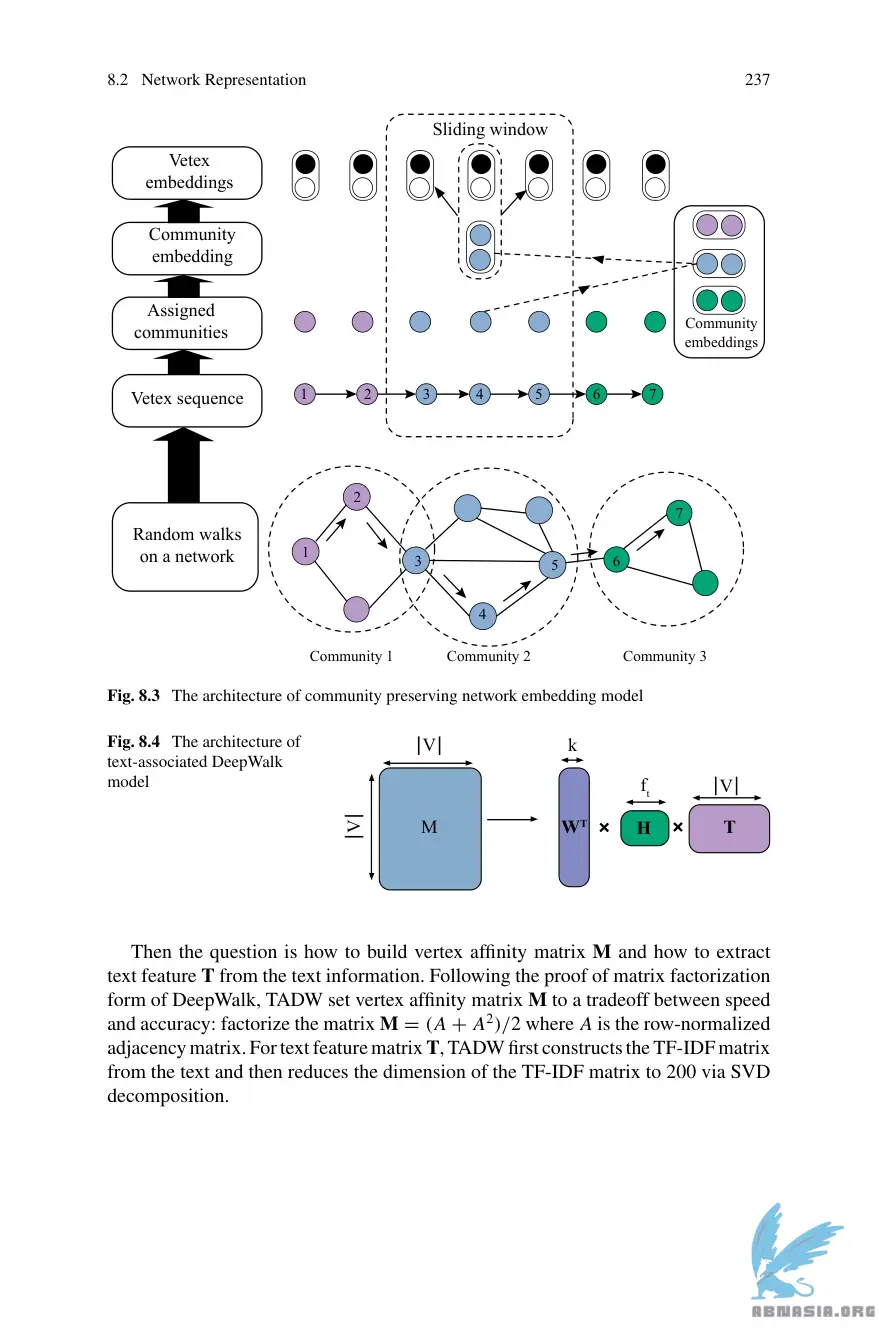 8.2 Network Representation 237
Sliding window
Vetex
embeddings
Community
embedding
Assigned
communities
Community
embeddings
Vetex sequence
1 2 3 4 5 6 7
Random walks
on a network
1 2 3 4 5 6 7
Community 1 Community 2 Community 3
Fig. 8.3 The architecture of community preserving network embedding model
Fig. 8.4 The architecture of
text-associated DeepWalk
model
|V| k
f_t |V|
|V| M W^T × H × T
Then the question is how to build vertex affinity matrix M and how to extract
text feature T from the text information. Following the proof of matrix factorization
form of DeepWalk, TADW set vertex affinity matrix M to a tradeoff between speed
and accuracy: factorize the matrix M = (A + A²)/2 where A is the row-normalized
adjacency matrix. For text feature matrix T, TADW first constructs the TF-IDF matrix
from the text and then reduces the dimension of the TF-IDF matrix to 200 via SVD
decomposition.
ABNASIA.ORG